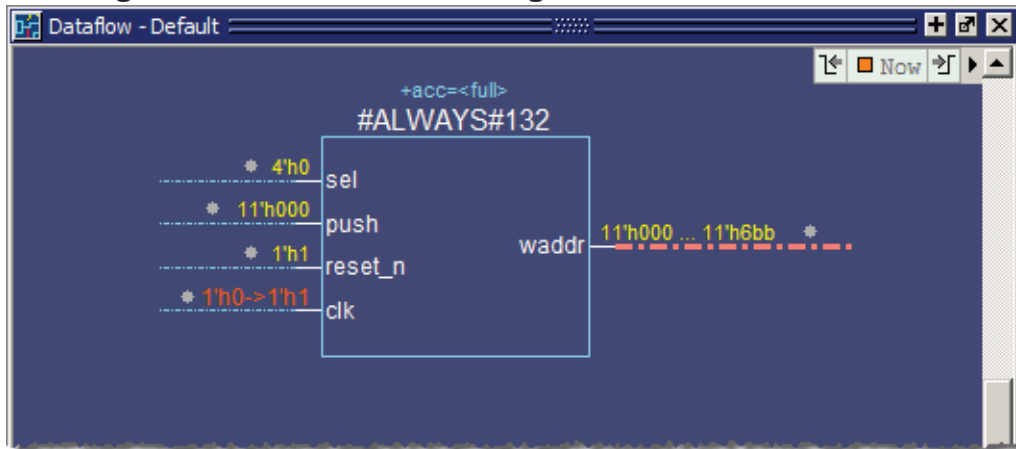 Dataflow - Default
Now
+acc=<full>
#ALWAYS#132
4'h0
sel
11'h000
push
11'h000 ... 11'h6bb
waddr
1'h1
reset_n
1'h0->1'h1
clk